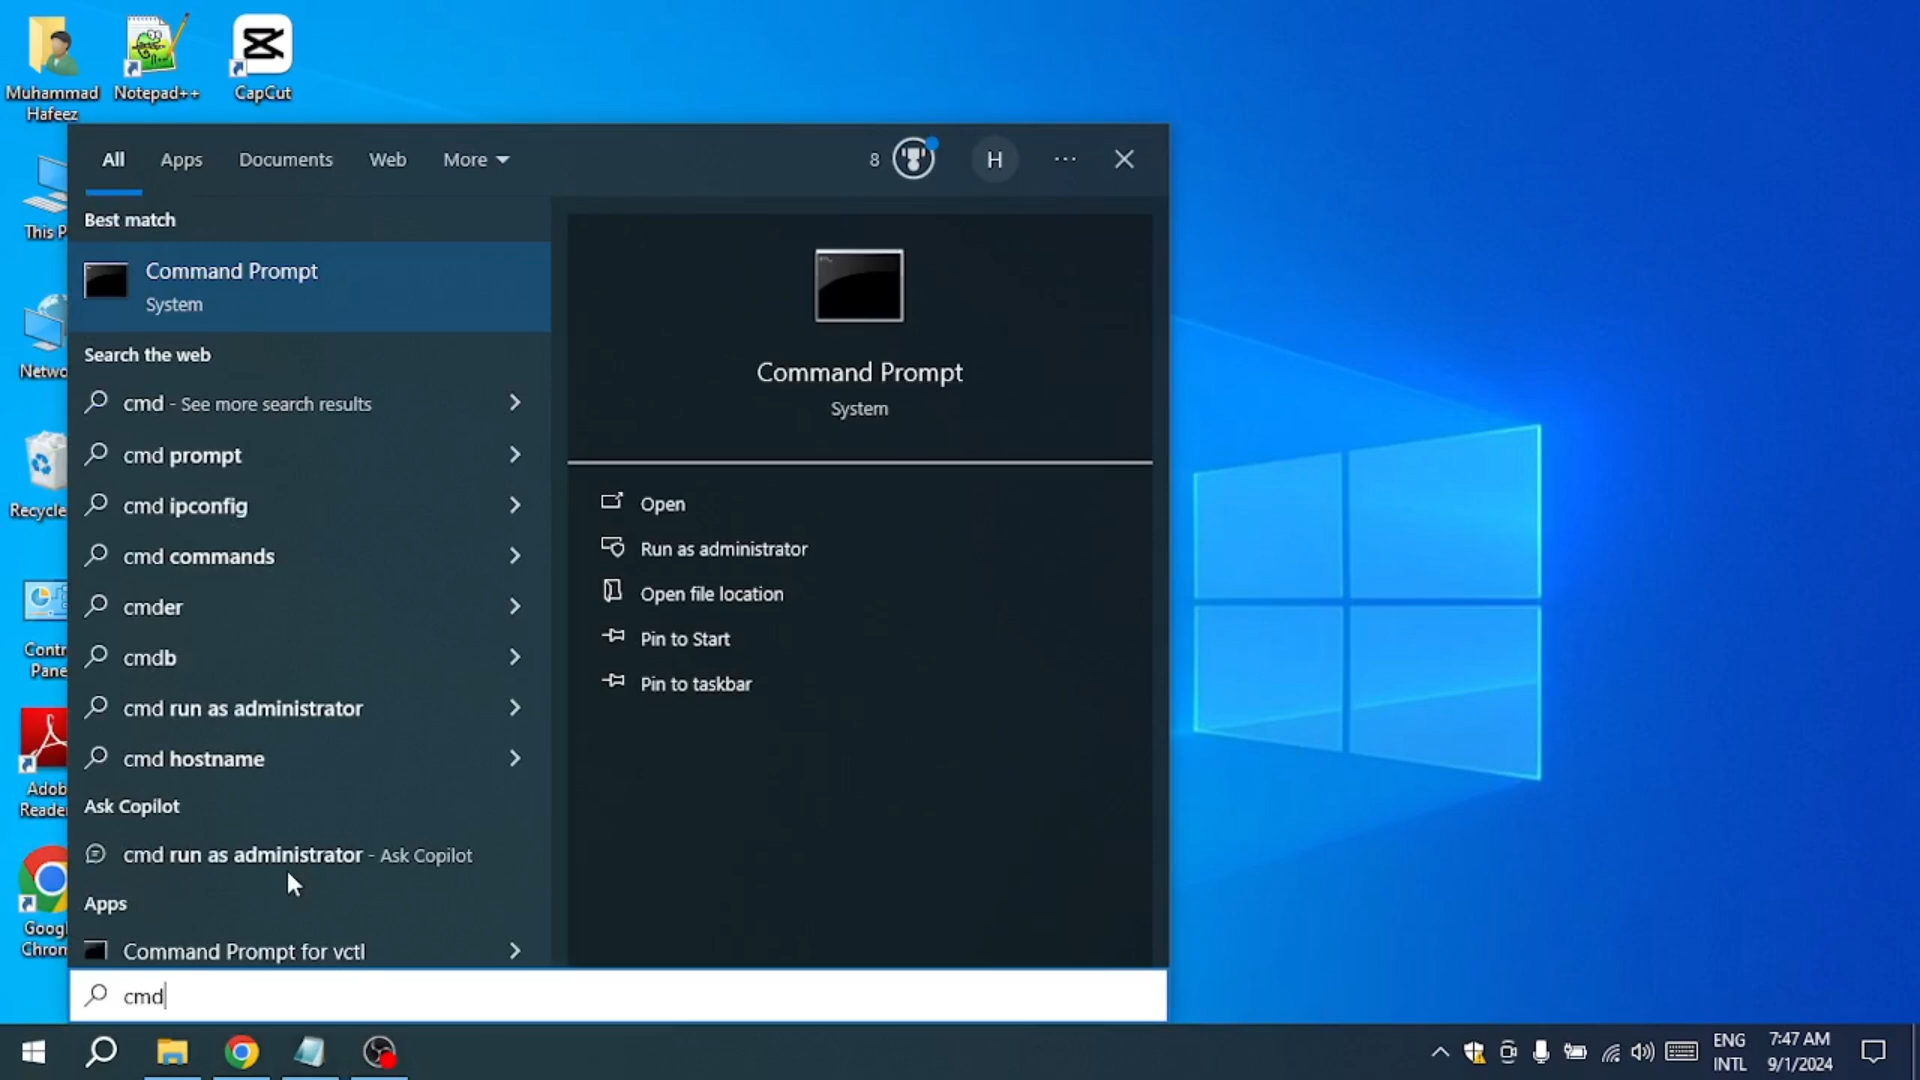 Muhammad
Hafeez
Notepad++
CapCut
This P
Netwo
Recycle
Contr
Pane
Adob
Reade
Googl
Chron
All
Apps
Documents
Web
More
8
H
Best match
Command Prompt
System
Search the web
cmd - See more search results
cmd prompt
cmd ipconfig
cmd commands
cmder
cmdb
cmd run as administrator
cmd hostname
Ask Copilot
cmd run as administrator - Ask Copilot
Apps
Command Prompt for vctl
Command Prompt
System
Open
Run as administrator
Open file location
Pin to Start
Pin to taskbar
cmd
ENG
INTL
7:47 AM
9/1/2024